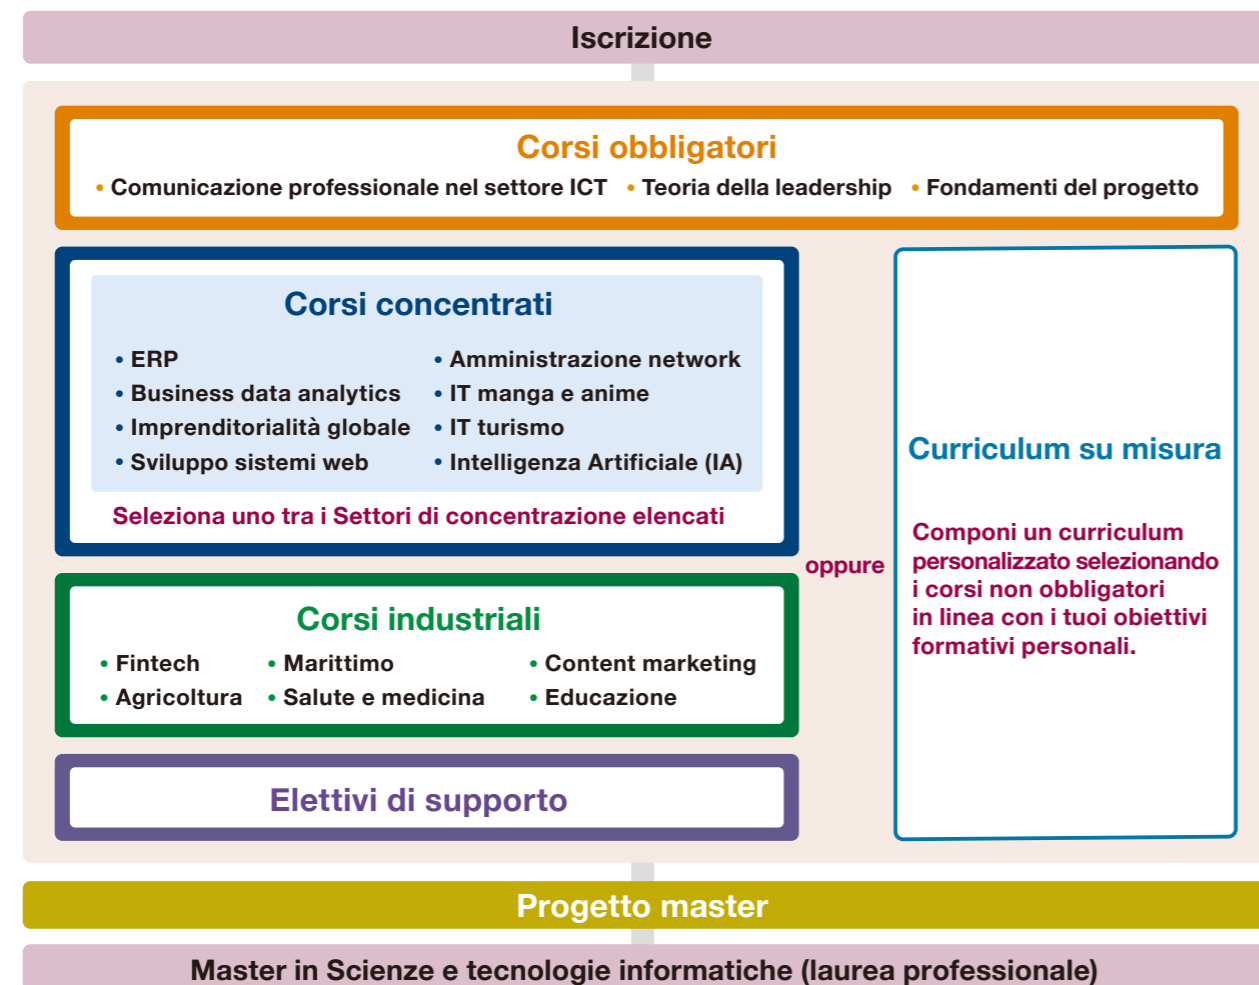 Iscrizione
Corsi obbligatori
• Comunicazione professionale nel settore ICT • Teoria della leadership • Fondamenti del progetto
Corsi concentrati
• ERP
• Business data analytics
• Imprenditorialità globale
• Sviluppo sistemi web
• Amministrazione network
• IT manga e anime
• IT turismo
• Intelligenza Artificiale (IA)
Seleziona uno tra i Settori di concentrazione elencati
Corsi industriali
• Fintech
• Agricoltura
• Marittimo
• Salute e medicina
• Content marketing
• Educazione
Elettivi di supporto
oppure
Curriculum su misura
Componi un curriculum
personalizzato selezionando
i corsi non obbligatori
in linea con i tuoi obiettivi
formativi personali.
Progetto master
Master in Scienze e tecnologie informatiche (laurea professionale)